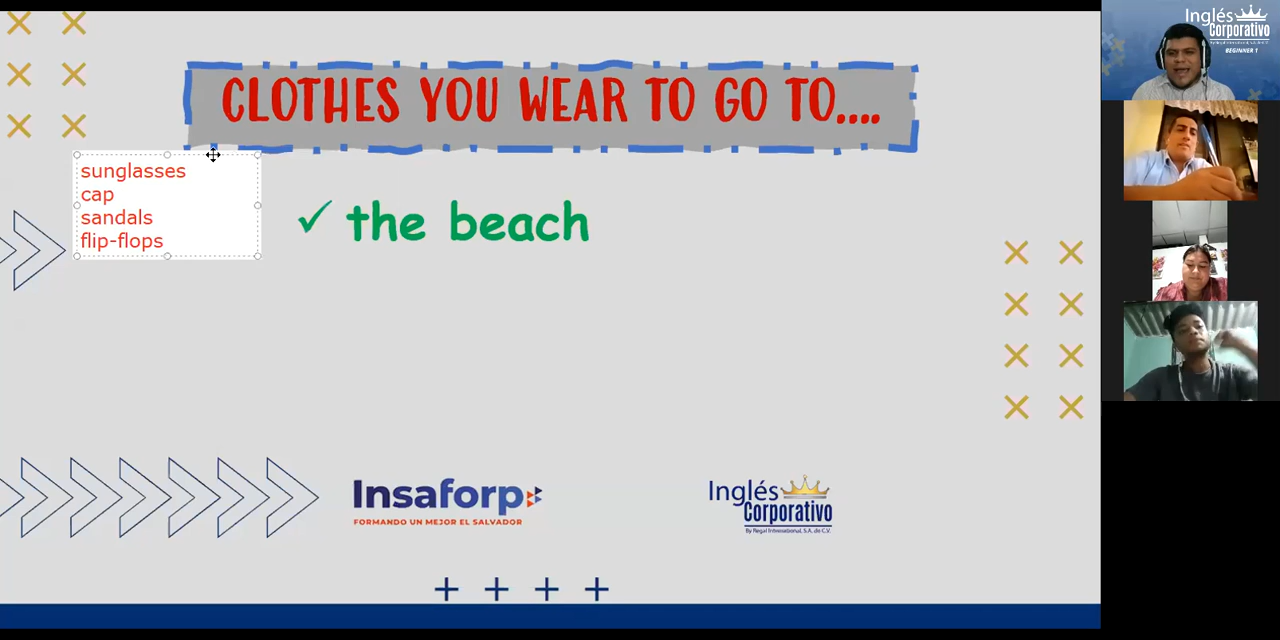 CLOTHES YOU WEAR TO GO TO....
sunglasses
cap
sandals
flip-flops
✓ the beach
Insaforp
FORMANDO UN MEJOR EL SALVADOR
Inglés
Corporativo
By Regal International, S.A. de C.V.
Inglés
Corporativo
BEGINNER 1